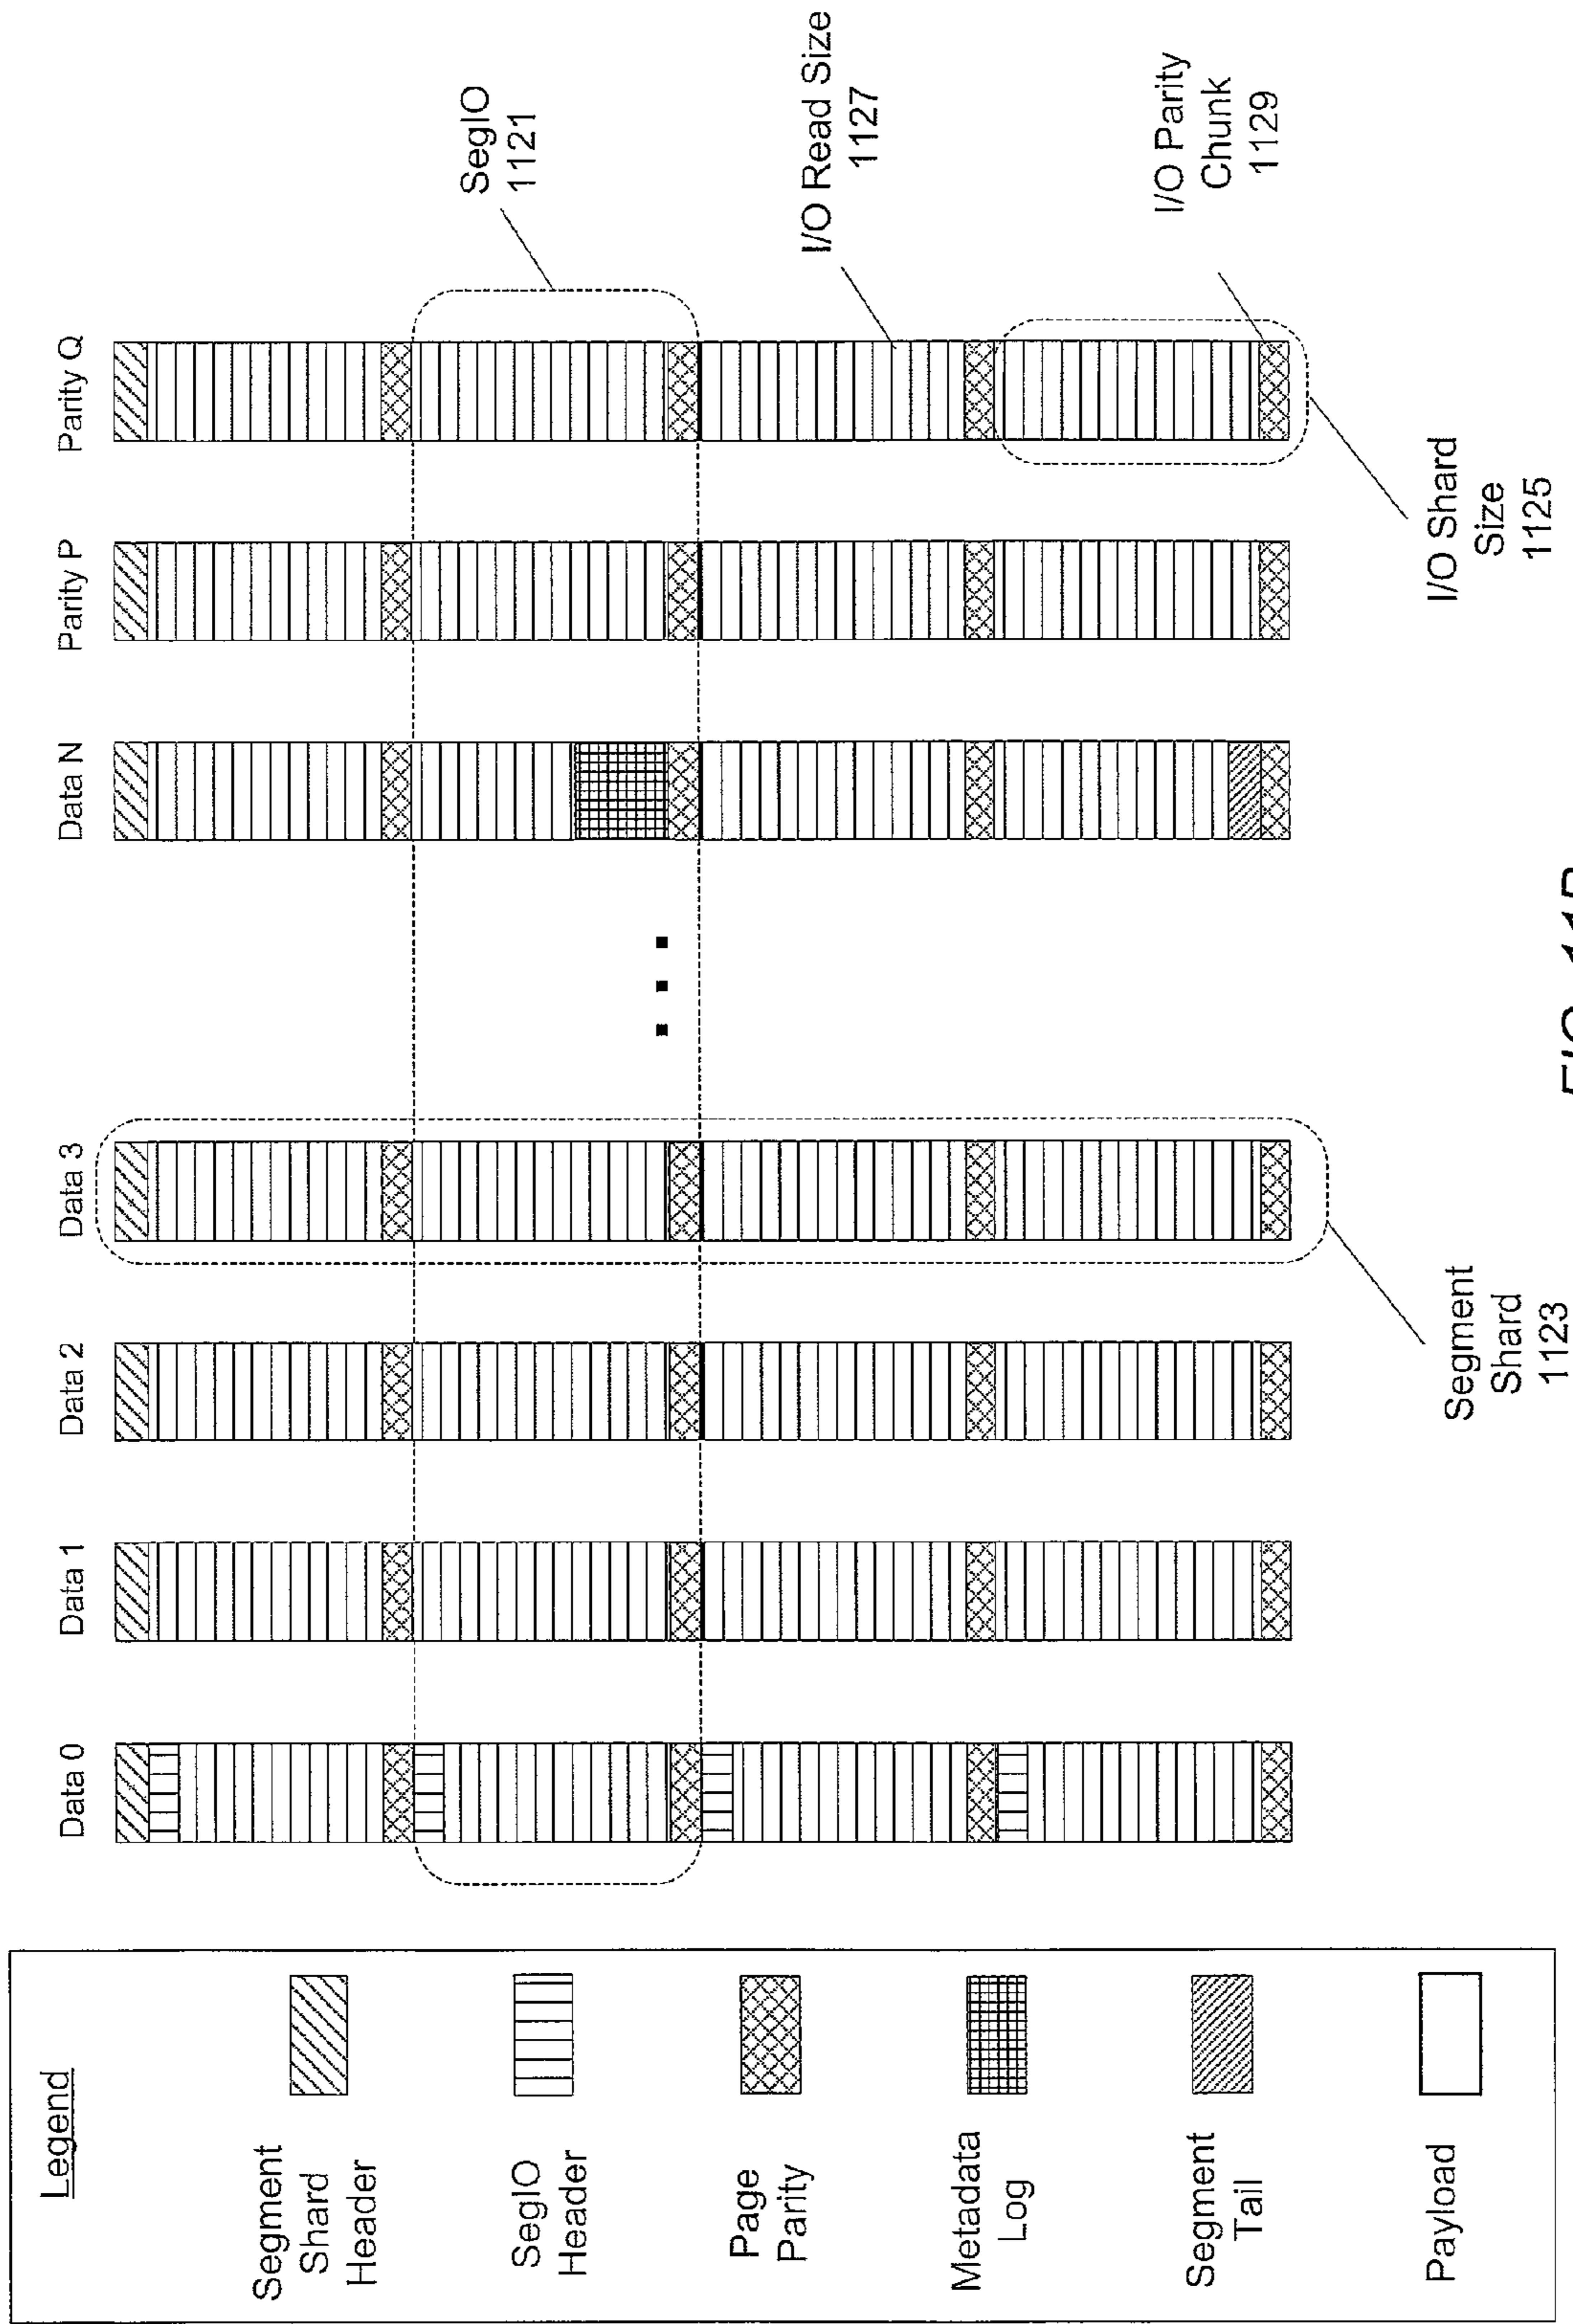 Legend
Segment
Shard
Header
SegIO
Header
Page
Parity
Metadata
Log
Segment
Tail
Payload
Data 0
Data 1
Data 2
Data 3
Data N
Parity P
Parity Q
SegIO
1121
I/O Read Size
1127
I/O Parity
Chunk
1129
I/O Shard
Size
1125
Segment
Shard
1123